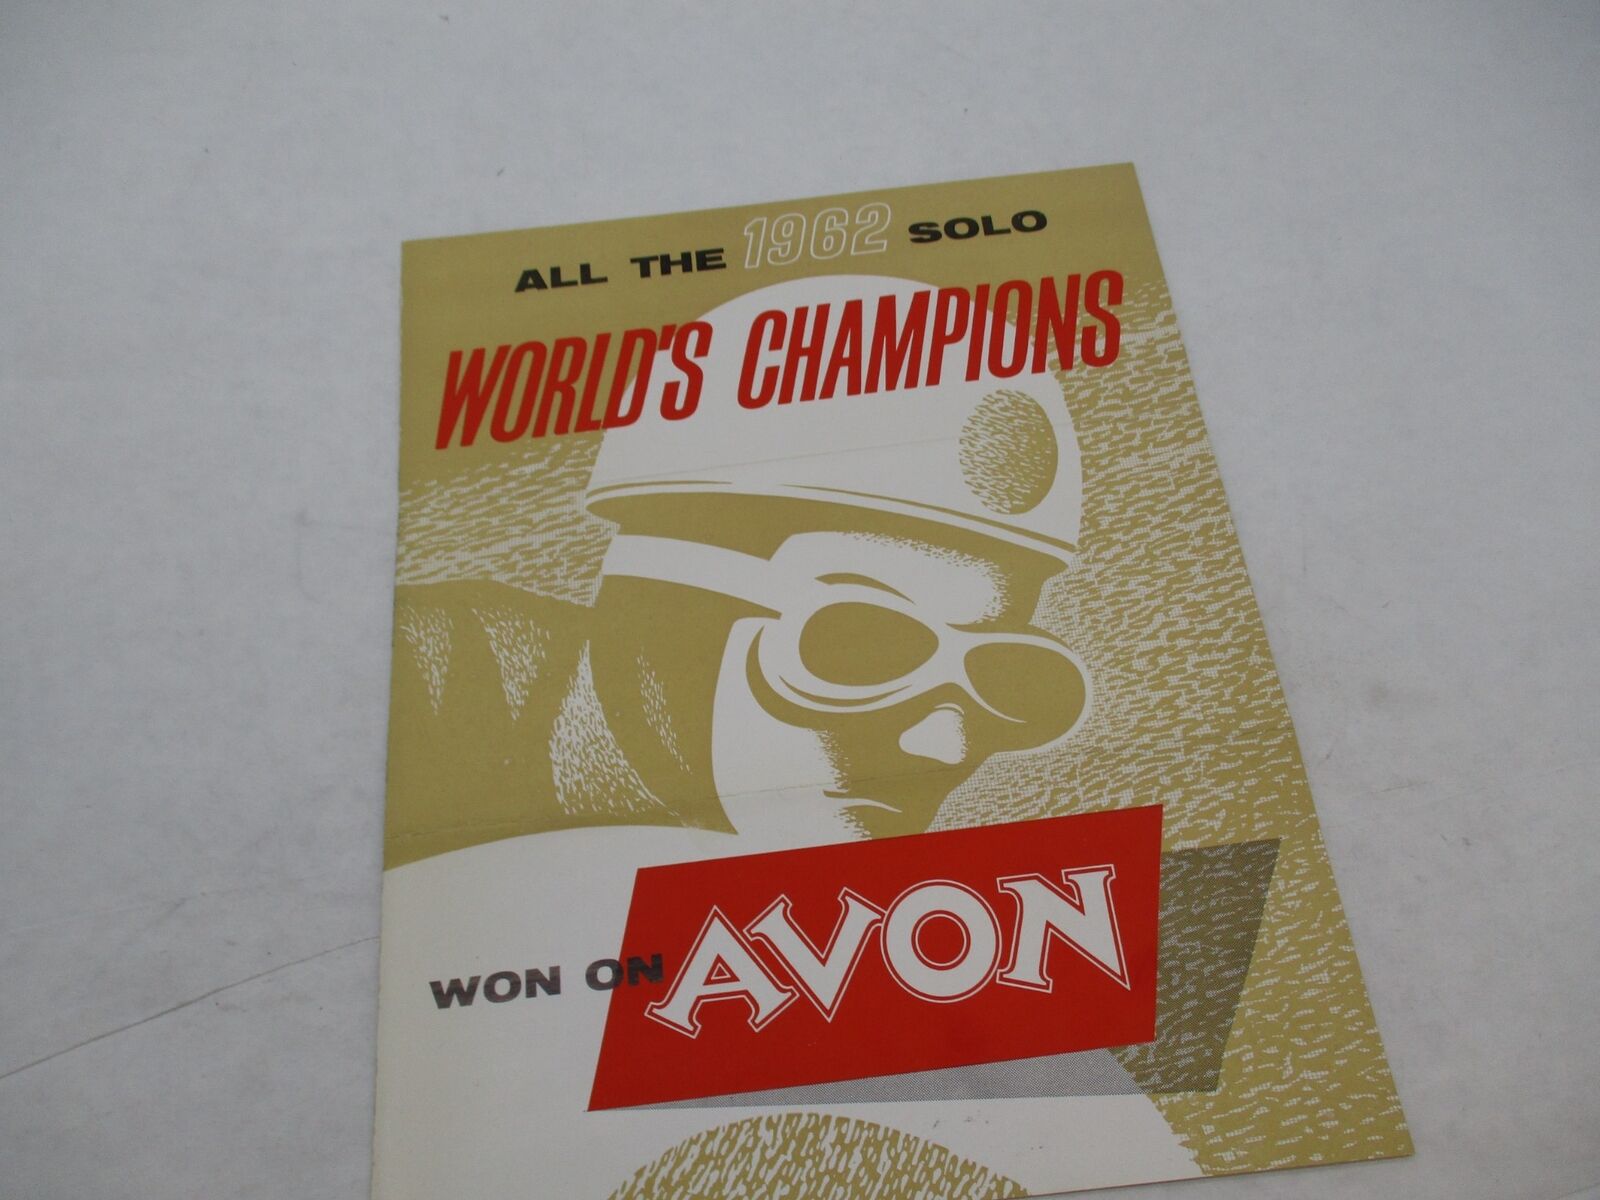 ALL THE 1962 SOLO
WORLD'S CHAMPIONS
WON ON AVON